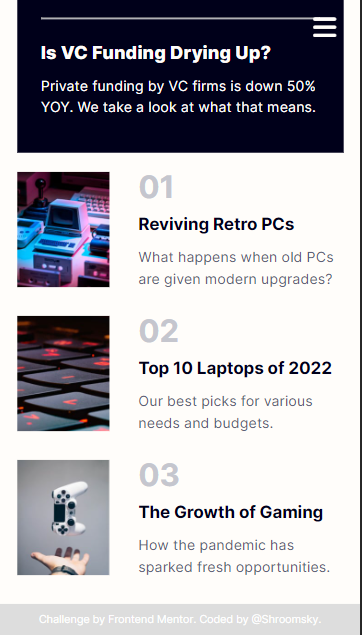 Is VC Funding Drying Up?
Private funding by VC firms is down 50%
YOY. We take a look at what that means.
01
Reviving Retro PCs
What happens when old PCs
are given modern upgrades?
02
Top 10 Laptops of 2022
Our best picks for various
needs and budgets.
03
The Growth of Gaming
How the pandemic has
sparked fresh opportunities.
Challenge by Frontend Mentor. Coded by @Shroomsky.